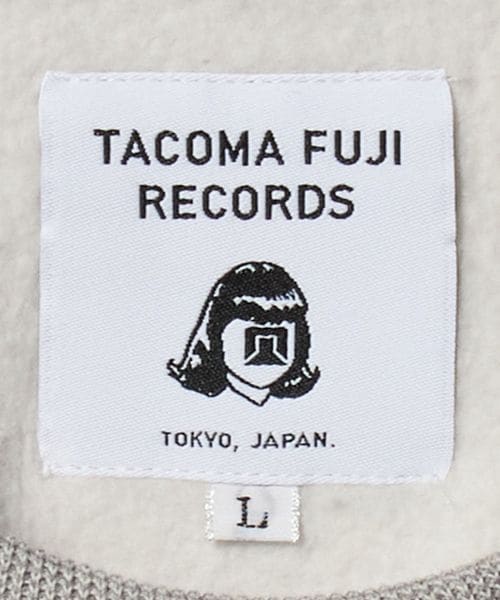 TACOMA FUJI
RECORDS
TOKYO, JAPAN.
L